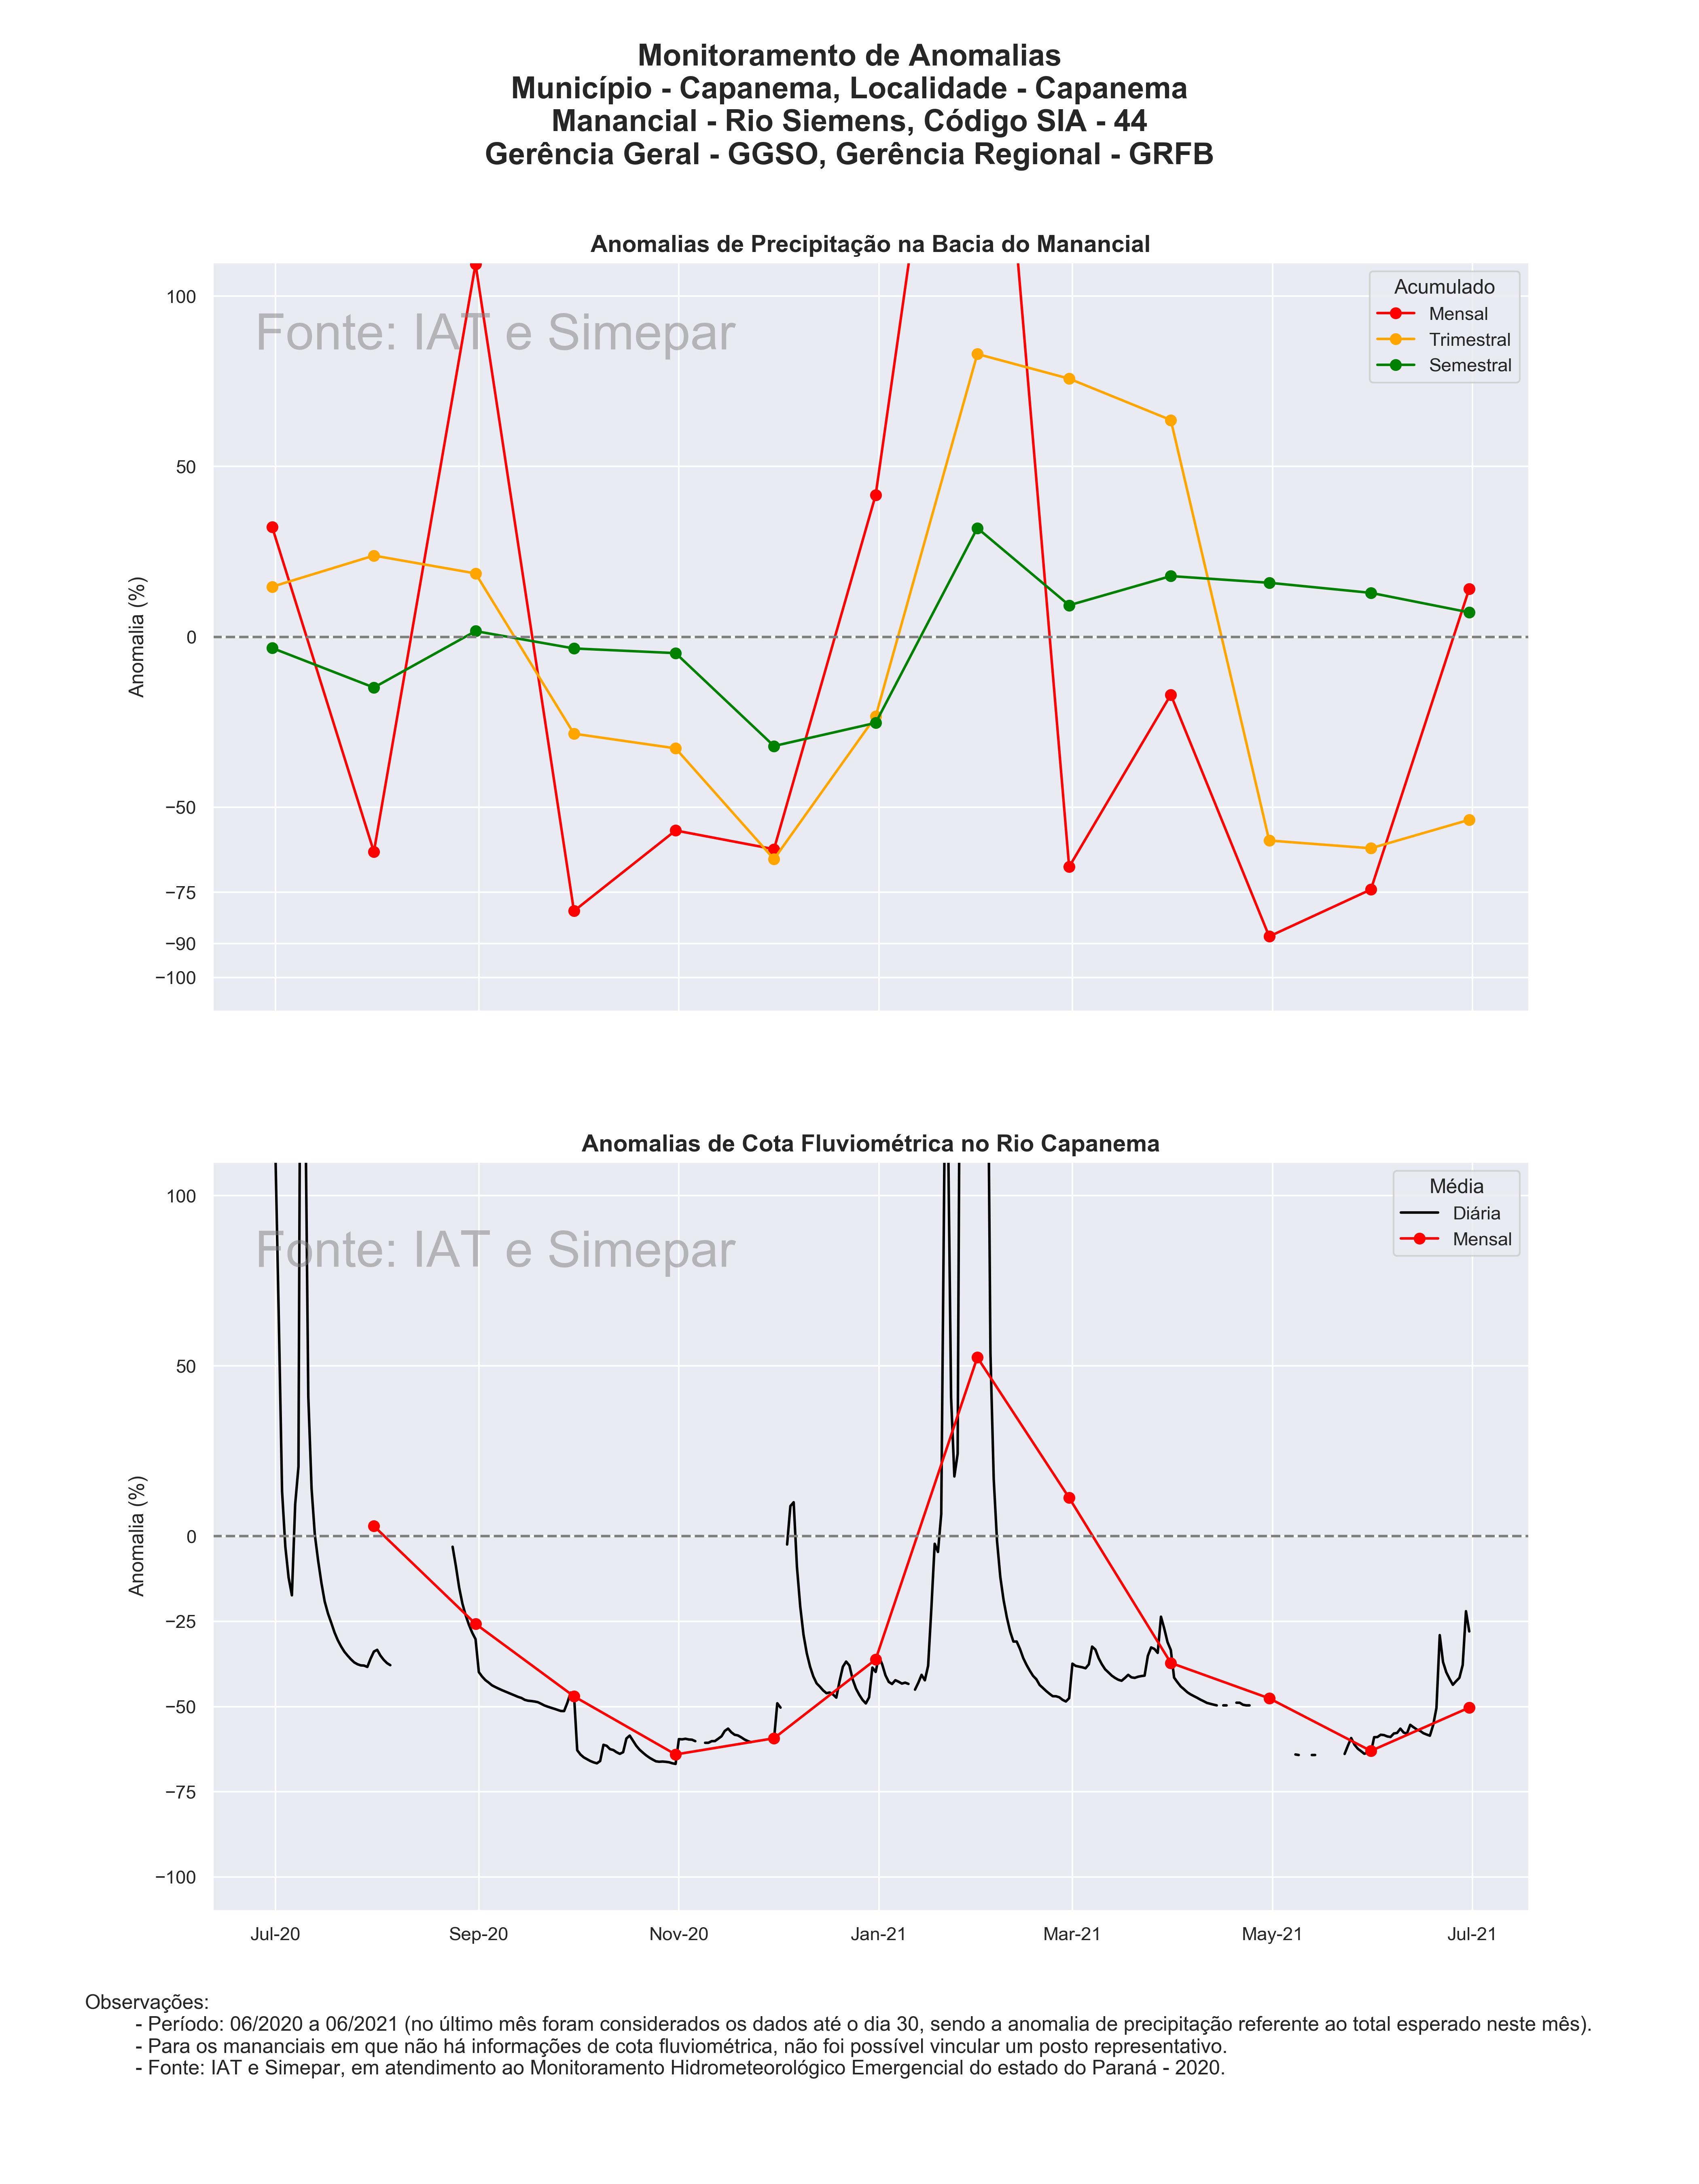 Monitoramento de Anomalias
Município - Capanema, Localidade - Capanema
Manancial - Rio Siemens, Código SIA - 44
Gerência Geral - GGSO, Gerência Regional - GRFB
Anomalias de Precipitação na Bacia do Manancial
Fonte: IAT e Simepar
Acumulado
Mensal
Trimestral
Semestral
Anomalia (%)
100
50
0
−50
−75
−90
−100
Anomalias de Cota Fluviométrica no Rio Capanema
Fonte: IAT e Simepar
Média
Diária
Mensal
Anomalia (%)
100
50
0
−25
−50
−75
−100
Jul-20 Sep-20 Nov-20 Jan-21 Mar-21 May-21 Jul-21
Observações:
- Período: 06/2020 a 06/2021 (no último mês foram considerados os dados até o dia 30, sendo a anomalia de precipitação referente ao total esperado neste mês).
- Para os mananciais em que não há informações de cota fluviométrica, não foi possível vincular um posto representativo.
- Fonte: IAT e Simepar, em atendimento ao Monitoramento Hidrometeorológico Emergencial do estado do Paraná - 2020.